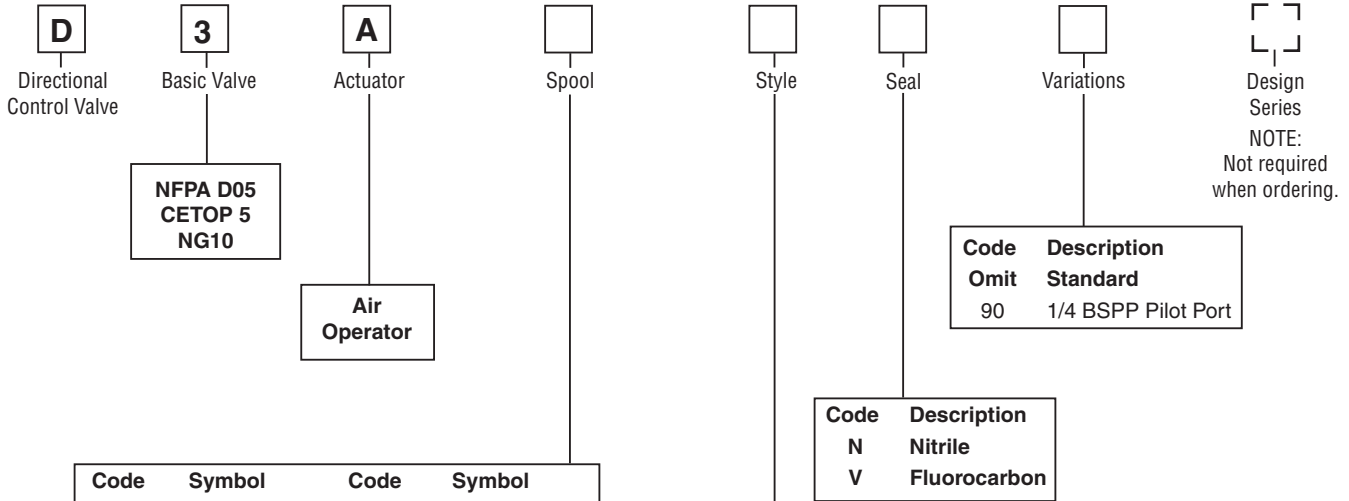 D 3 A
Directional
Control Valve
Basic Valve
Actuator
Spool
Style
Seal
Variations
Design
Series
NOTE:
Not required
when ordering.
NFPA D05
CETOP 5
NG10
Air
Operator
Code Description
Omit Standard
90 1/4 BSPP Pilot Port
Code Description
N Nitrile
V Fluorocarbon
Code Symbol Code Symbol